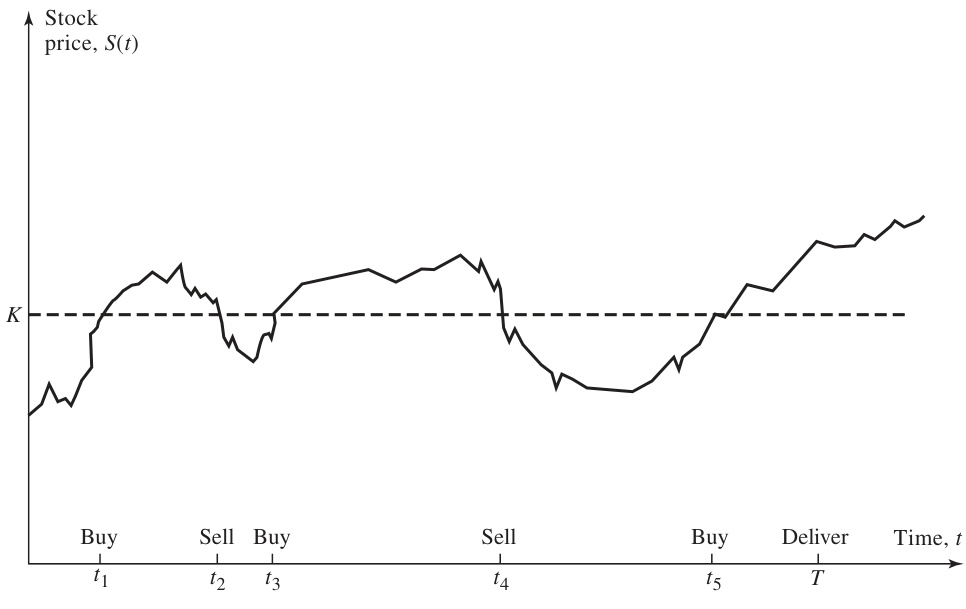 Stock
price, S(t)
K
Buy
Sell
Buy
Sell
Buy
Deliver
Time, t
t₁
t₂
t₃
t₄
t₅
T